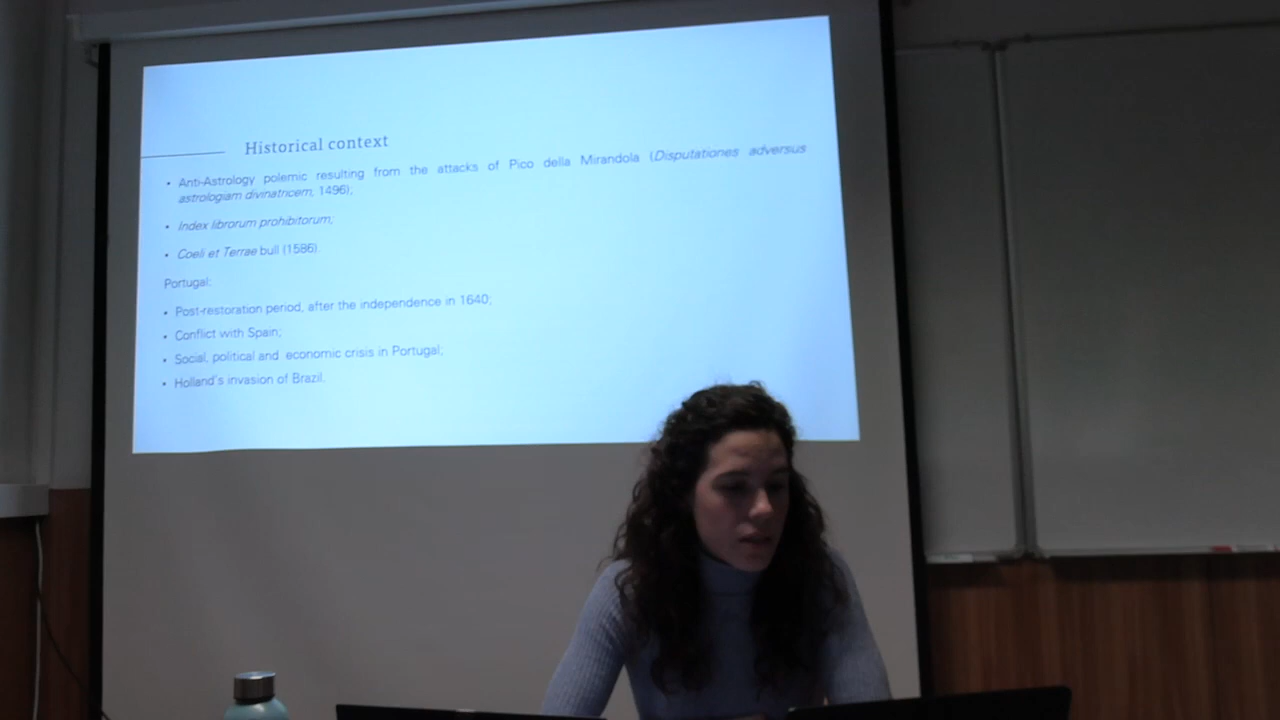 Historical context
• Anti-Astrology polemic resulting from the attacks of Pico della Mirandola (Disputationes adversus
astrologiam divinatricem, 1496);
• Index librorum prohibitorum;
• Coeli et Terrae bull (1586).
Portugal:
• Post-restoration period, after the independence in 1640;
• Conflict with Spain;
• Social, political and economic crisis in Portugal;
• Holland's invasion of Brazil.